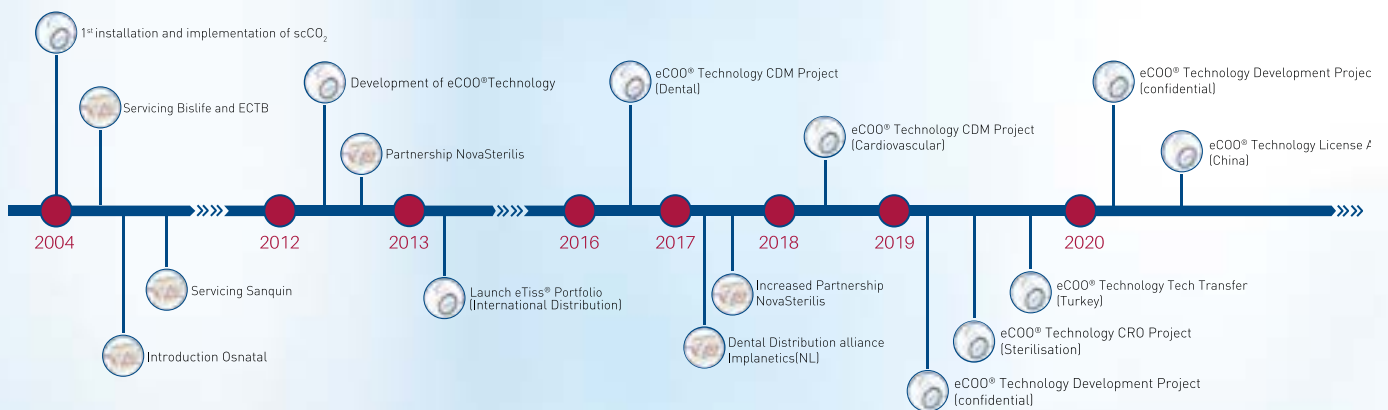 1st installation and implementation of scCO2
Servicing Bislife and ECTB
Introduction Osnatal
Servicing Sanquin
Development of eCOO®Technology
Partnership NovaSterilis
Launch eTiss® Portfolio
(International Distribution)
eCOO® Technology CDM Project
(Dental)
Dental Distribution alliance
Implanetics(NL)
Increased Partnership
NovaSterilis
eCOO® Technology CDM Project
(Cardiovascular)
eCOO® Technology Development Project
(confidential)
eCOO® Technology CRO Project
(Sterilisation)
eCOO® Technology Tech Transfer
(Turkey)
eCOO® Technology Development Projec
(confidential)
eCOO® Technology License
(China)
2004
2012
2013
2016
2017
2018
2019
2020